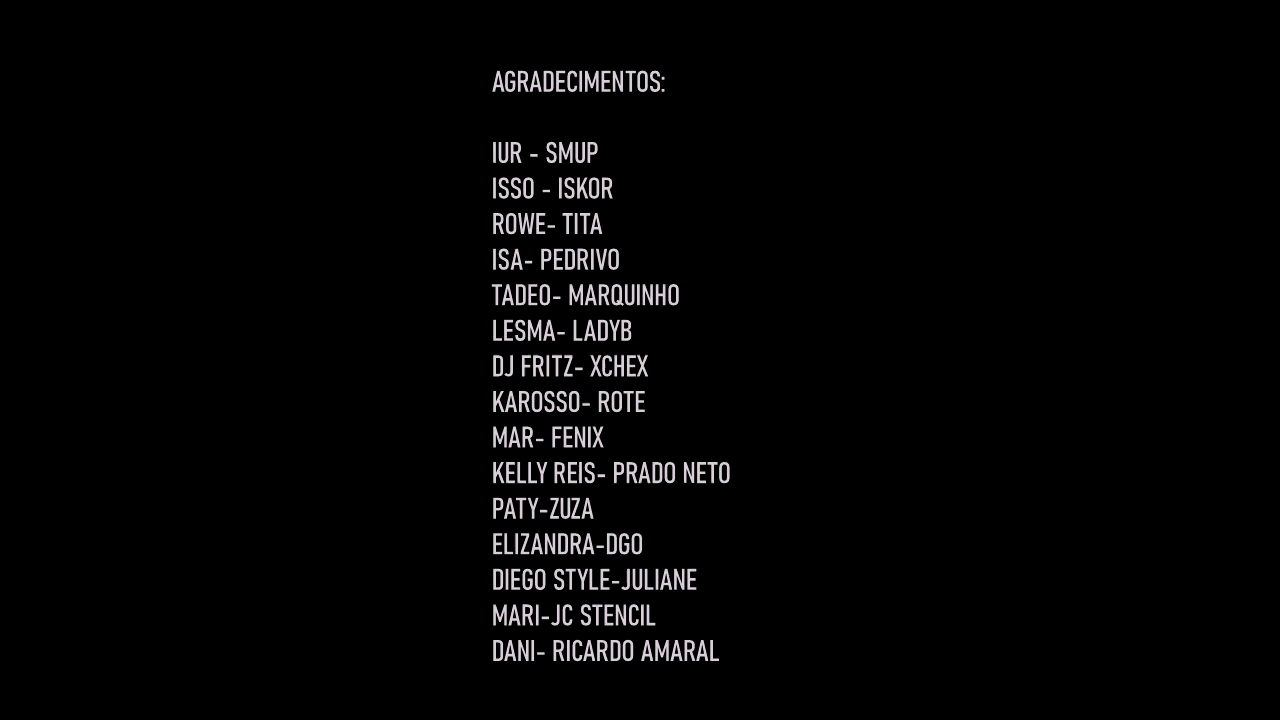 AGRADECIMENTOS:
IUR - SMUP
ISSO - ISKOR
ROWE- TITA
ISA- PEDRIVO
TADEO- MARQUINHO
LESMA- LADYB
DJ FRITZ- XCHEX
KAROSSO- ROTE
MAR- FENIX
KELLY REIS- PRADO NETO
PATY-ZUZA
ELIZANDRA-DGO
DIEGO STYLE-JULIANE
MARI-JC STENCIL
DANI- RICARDO AMARAL